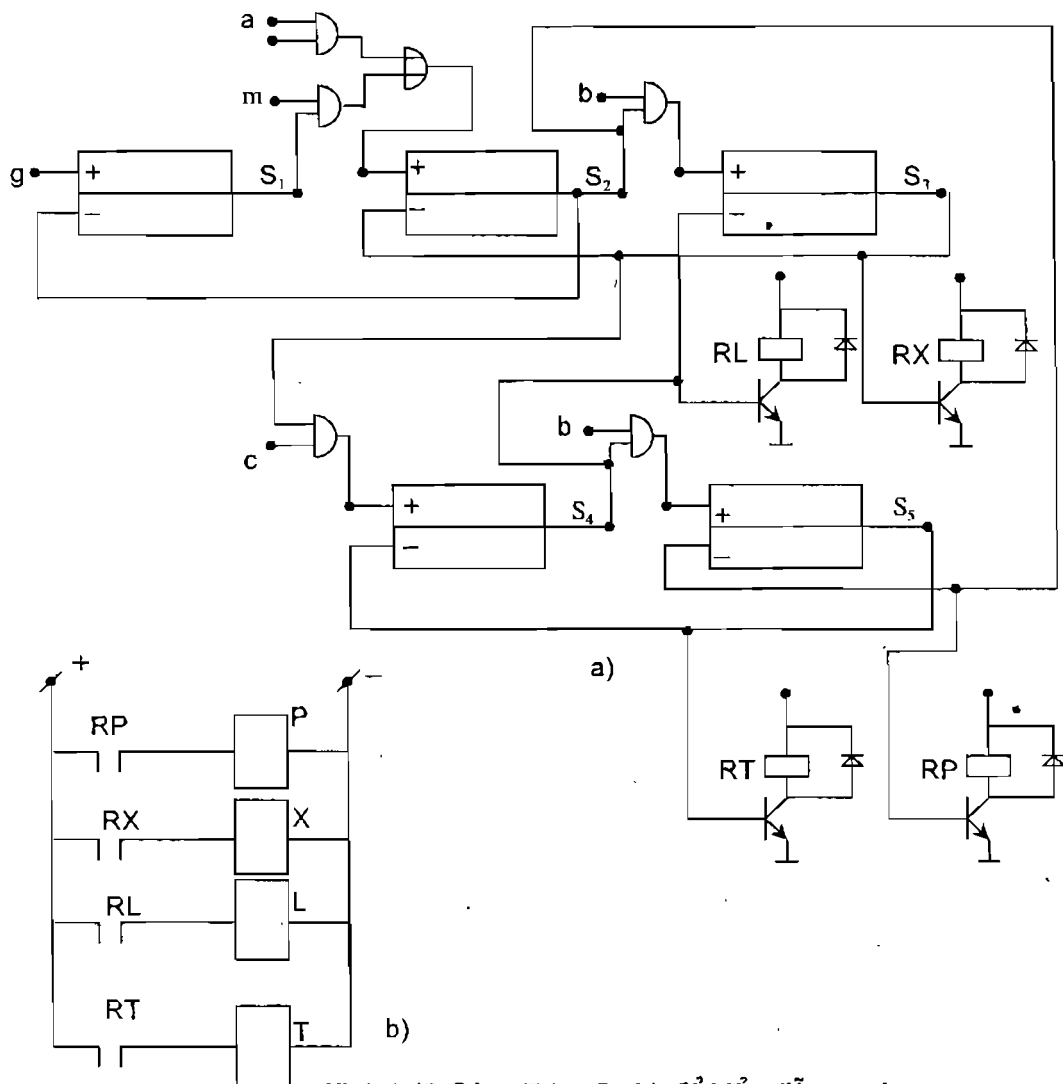 a
m
b
g
+
S₁
+
S₂
+
S₃
−
−
−
RL
RX
c
b
+
S₄
+
S₅
−
−
a)
+
−
RP
P
RX
X
RL
L
RT
T
b)
RT
RP